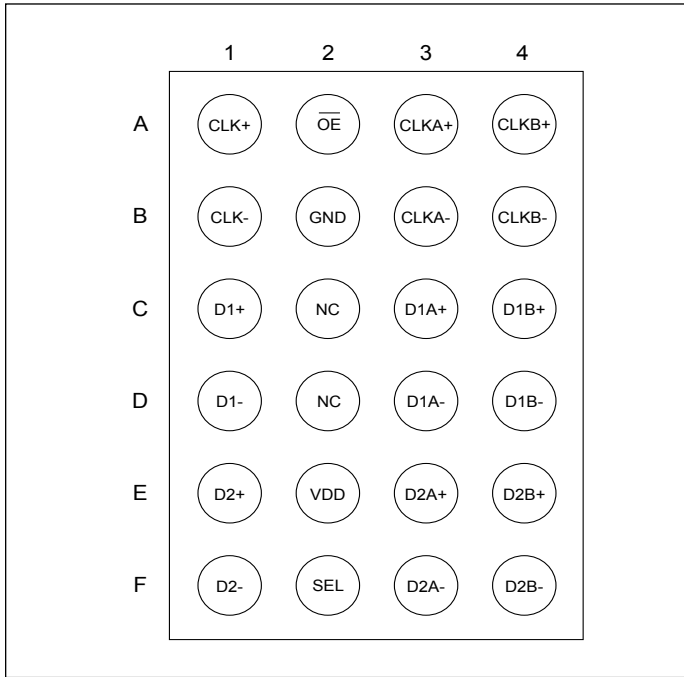 1 2 3 4
A CLK+ O̅E̅ CLKA+ CLKB+
B CLK- GND CLKA- CLKB-
C D1+ NC D1A+ D1B+
D D1- NC D1A- D1B-
E D2+ VDD D2A+ D2B+
F D2- SEL D2A- D2B-